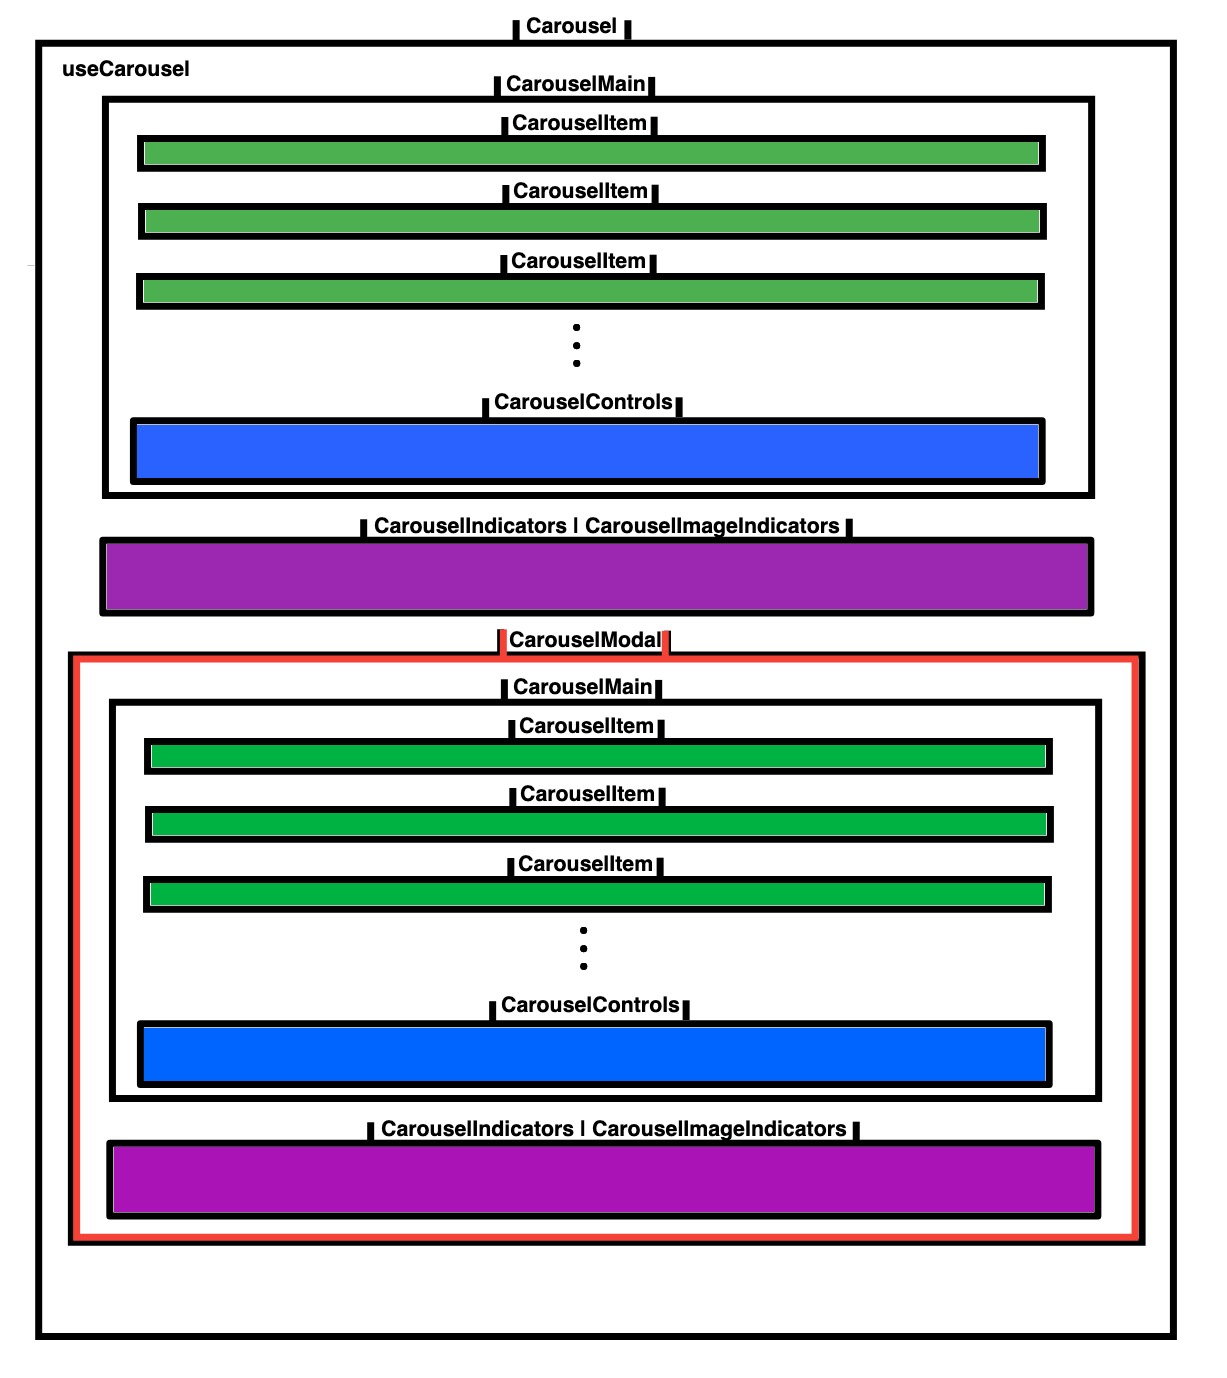 Carousel
useCarousel
CarouselMain
CarouselItem
CarouselItem
CarouselItem
CarouselControls
CarouselIndicators | CarouselImageIndicators
CarouselModal
CarouselMain
CarouselItem
CarouselItem
CarouselItem
CarouselControls
CarouselIndicators | CarouselImageIndicators